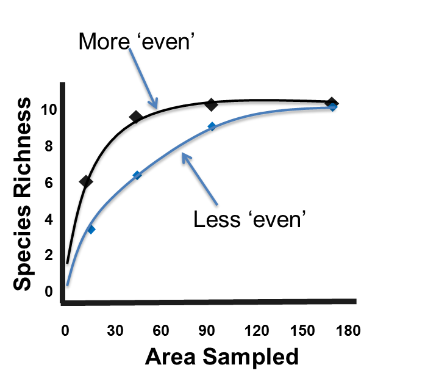 More ‘even’
Species Richness
10
8
6
4
2
0
Less ‘even’
0 30 60 90 120 150 180
Area Sampled